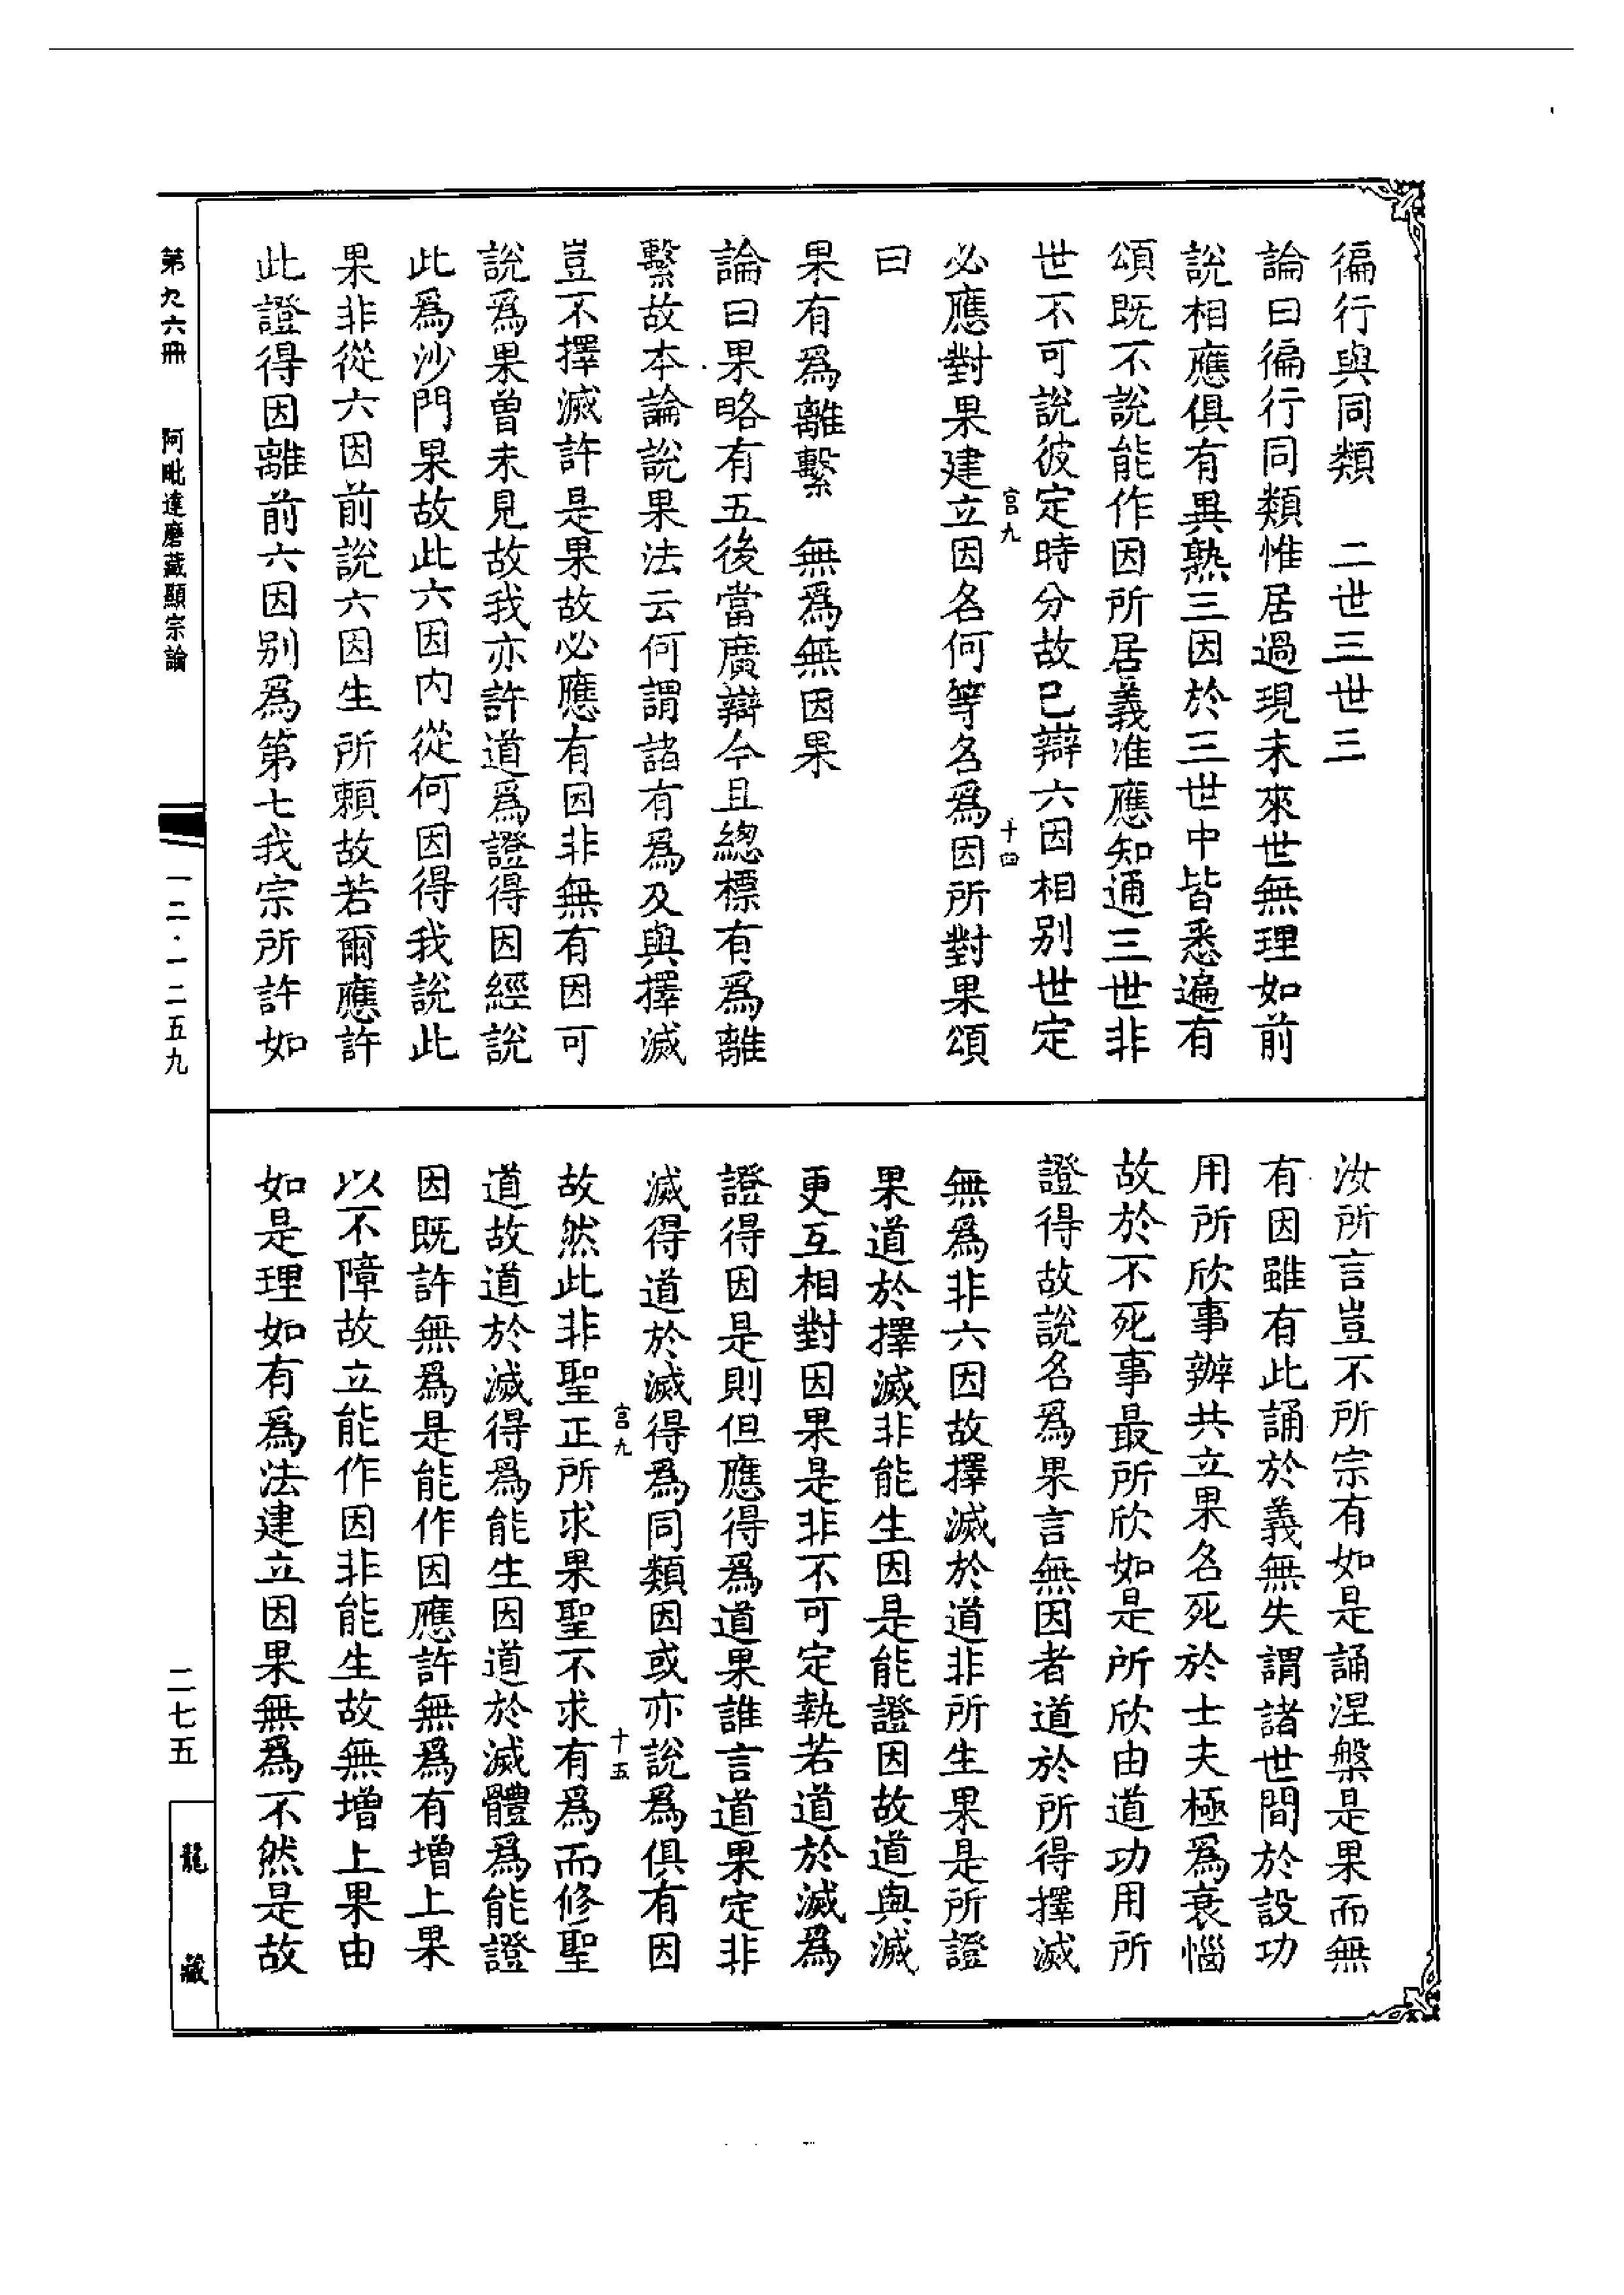 徧行與同類　二世三世三
論曰徧行同類惟居過現未來世無理如前
說相應俱有異熟三因於三世中皆悉遍有
頌既不說能作因所居義准應知通三世非
世不可說彼定時分故已辯六因相別世定
宮九　十四
必應對果建立因名何等名爲因所對果頌
曰
果有爲離繫　無爲無因果
論曰果略有五後當廣辯今且總標有爲離
繫故本論說果法云何謂諸有爲及與擇滅
豈不擇滅許是果故必應有因非無有因可
說爲果曾未見故我亦許道爲證得因經說
此爲沙門果故此六因內從何因得我說此
果非從六因前說六因生所賴故若爾應許
此證得因離前六因別爲第七我宗所許如
汝所言豈不所宗有如是誦涅槃是果而無
有因雖有此誦於義無失謂諸世間於設功
用所欣事辦共立果名死於士夫極爲衰惱
故於不死事最所欣如是所欣由道功用所
證得故說名爲果言無因者道於所得擇滅
無爲非六因故擇滅於道非所生果是所證
果道於擇滅非能生因是能證因故道與滅
更互相對因果是非不可定執若道於滅爲
證得因是則但應得爲道果誰言道果定非
滅得道於滅得爲同類因或亦說爲俱有因
宮九　十五
故然此非聖正所求果聖不求有爲而修聖
道故道於滅得爲能生因道於滅體爲能證
因既許無爲是能作因應許無爲有增上果
以不障故立能作因非能生故無增上果由
如是理如有爲法建立因果無爲不然是故
第九六冊　阿毗達磨藏顯宗論　一二·一二五九
二七五
龍藏